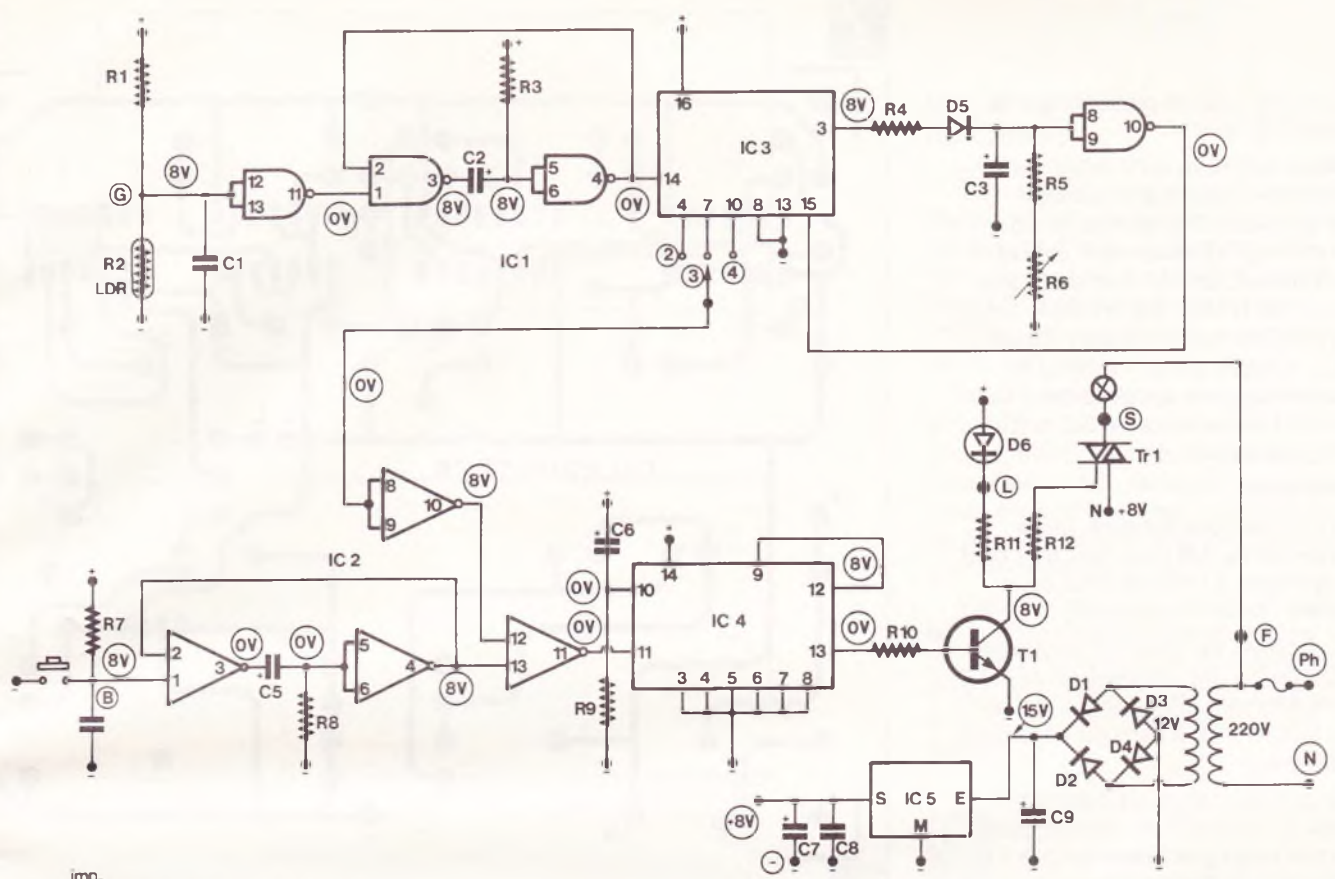 R1
R3
16
IC 3
3
8V
R4
D5
8
9
10
0V
G
8V
12
13
11
0V
2
1
3
C2
8V
8V
5
6
4
0V
14
4
7
10
8
13
15
C3
R5
R6
R2
LDR
C1
IC1
2
3
4
0V
8
9
10
8V
IC 2
C6
0V
14
9
12
8V
10
IC 4
11
13
0V
R10
3
4
5
6
7
8
D6
L
R11
R12
8V
T1
S
Tr 1
N
+8V
R7
8V
B
2
1
3
0V
C5
0V
R8
5
6
4
8V
12
13
11
0V
R9
F
Ph
15V
D1
D3
12V
D2
D4
220V
N
+8V
S
IC 5
E
M
C7
C8
C9
imp.